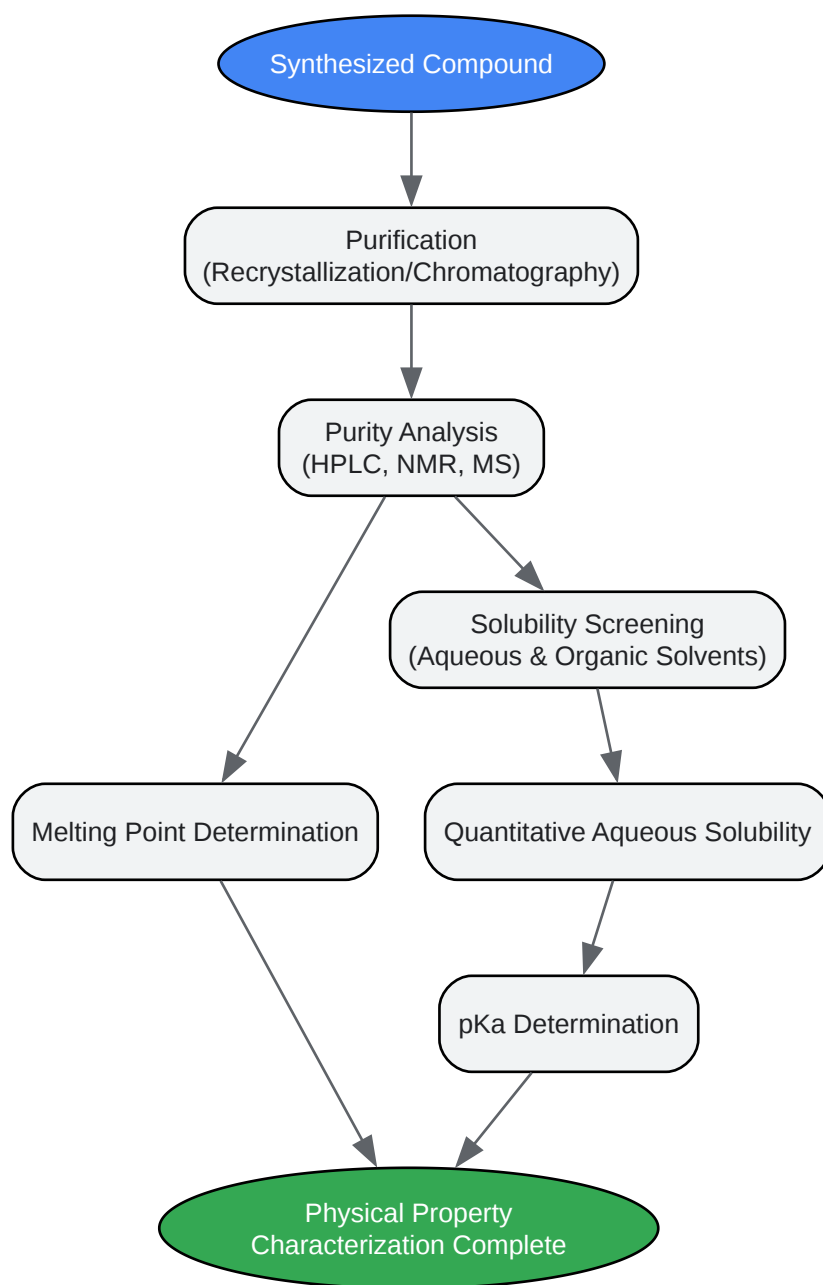 Synthesized Compound
Purification
(Recrystallization/Chromatography)
Purity Analysis
(HPLC, NMR, MS)
Solubility Screening
(Aqueous & Organic Solvents)
Melting Point Determination
Quantitative Aqueous Solubility
pKa Determination
Physical Property
Characterization Complete